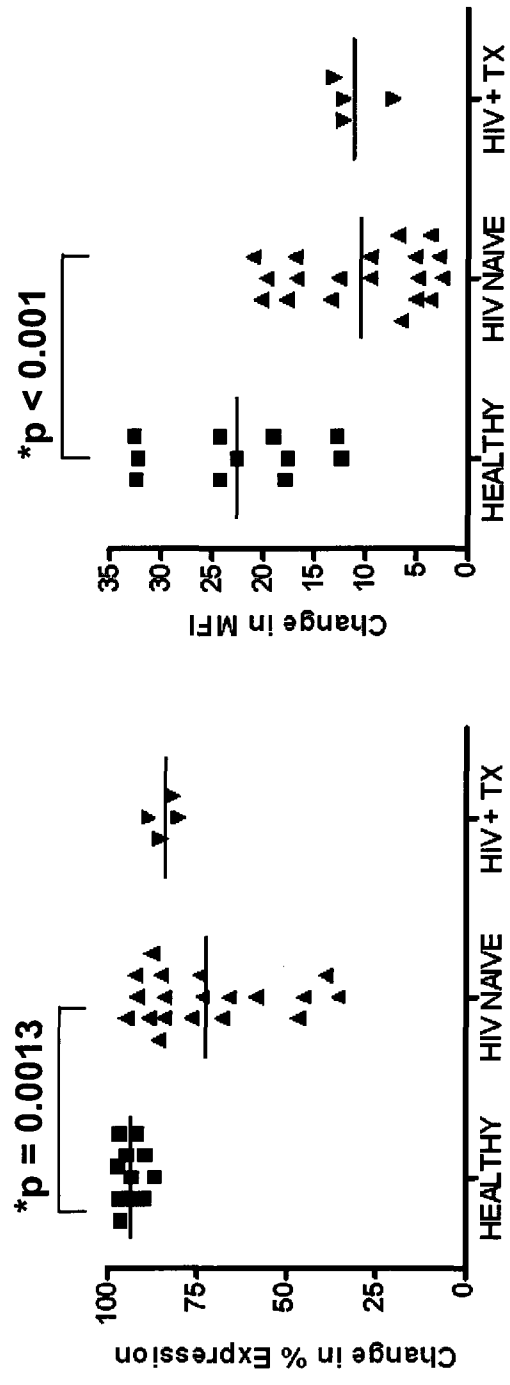 *p = 0.0013
100
75
50
25
0
Change in % Expression
HEALTHY
HIV NAIVE
HIV + TX
*p < 0.001
35
30
25
20
15
10
5
0
Change in MFI
HEALTHY
HIV NAIVE
HIV + TX